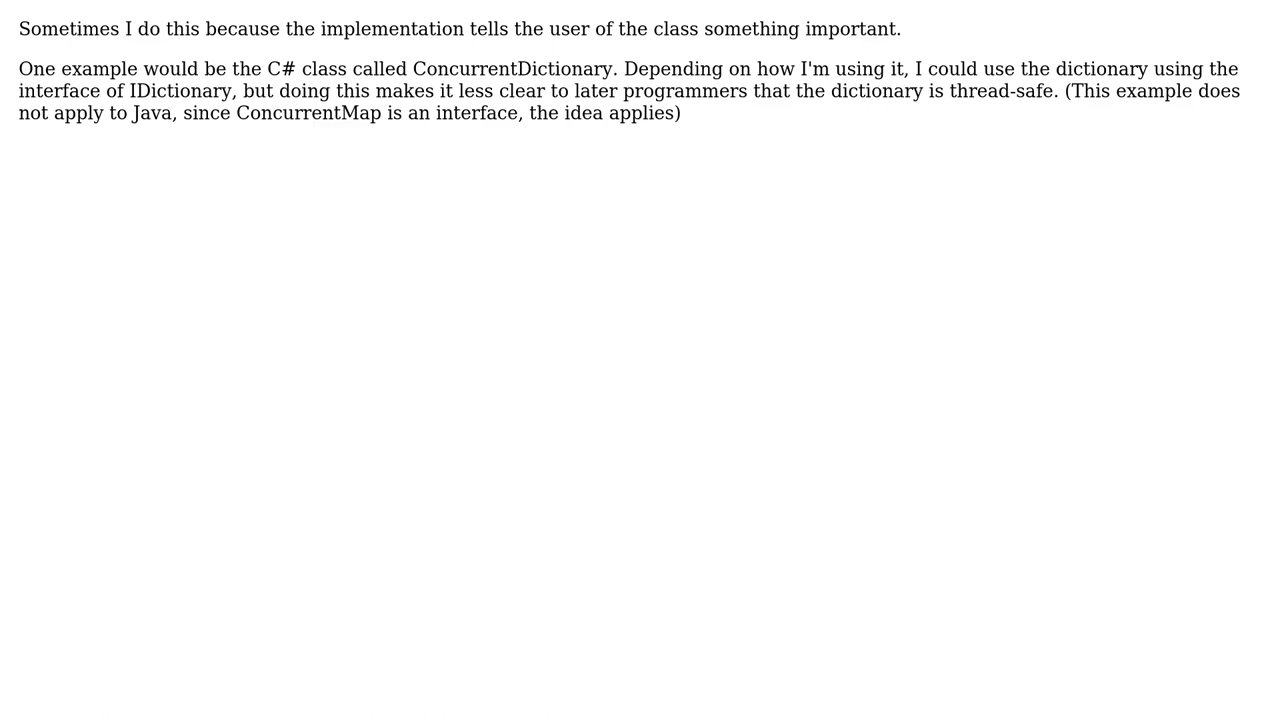 Sometimes I do this because the implementation tells the user of the class something important.
One example would be the C# class called ConcurrentDictionary. Depending on how I'm using it, I could use the dictionary using the
interface of IDictionary, but doing this makes it less clear to later programmers that the dictionary is thread-safe. (This example does
not apply to Java, since ConcurrentMap is an interface, the idea applies)